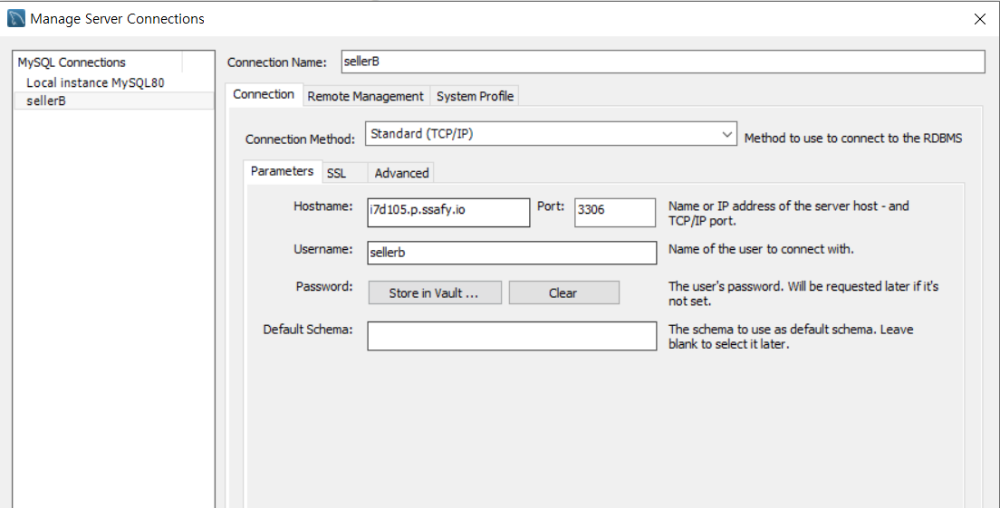 Manage Server Connections
MySQL Connections
Local instance MySQL80
sellerB
Connection Name: sellerB
Connection Remote Management System Profile
Connection Method: Standard (TCP/IP) Method to use to connect to the RDBMS
Parameters SSL Advanced
Hostname: i7d105.p.ssafy.io Port: 3306 Name or IP address of the server host - and
TCP/IP port.
Username: sellerb Name of the user to connect with.
Password: Store in Vault ... Clear The user's password. Will be requested later if it's
not set.
Default Schema: The schema to use as default schema. Leave
blank to select it later.